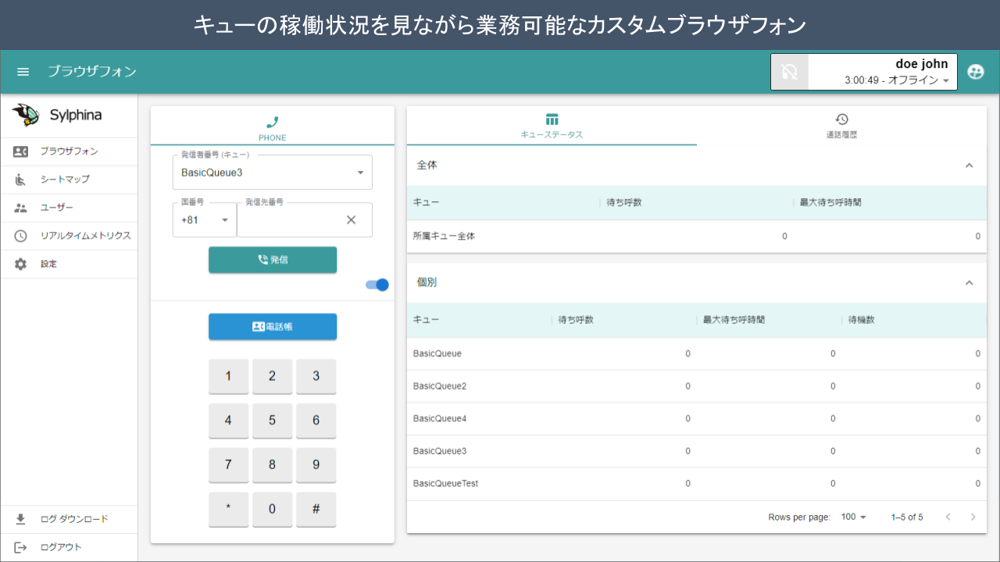 キューの稼働状況を見ながら業務可能なカスタムブラウザフォン
ブラウザフォン
doe john
3:00:49 - オフライン
Sylphina
ブラウザフォン
シートマップ
ユーザー
リアルタイムメトリクス
設定
ログ ダウンロード
ログアウト
PHONE
発信者番号 (キュー)
BasicQueue3
国番号 発信先番号
+81
発信
電話帳
1 2 3
4 5 6
7 8 9
* 0 #
キューステータス 通話履歴
全体
キュー 待ち呼数 最大待ち呼時間
所属キュー全体 0 0
個別
キュー 待ち呼数 最大待ち呼時間 待機数
BasicQueue 0 0 0
BasicQueue2 0 0 0
BasicQueue4 0 0 0
BasicQueue3 0 0 0
BasicQueueTest 0 0 0
Rows per page: 100 1–5 of 5